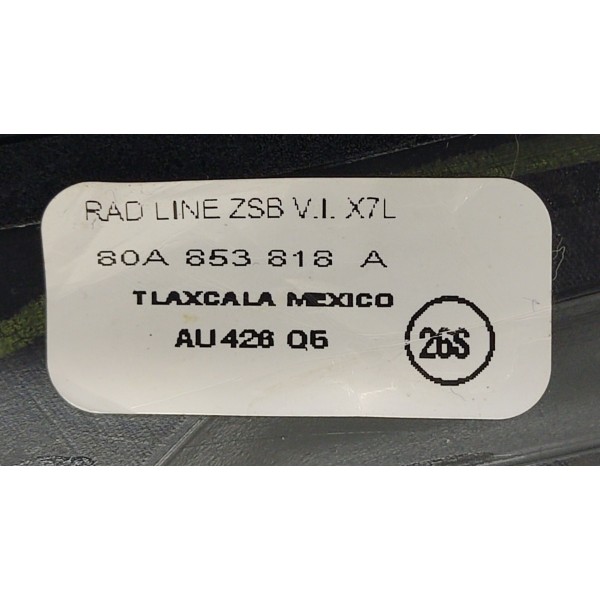 RAD LINE ZSB V.I. X7L
80A 853 818 A
TLAXCALA MEXICO
AU426 Q5
26S